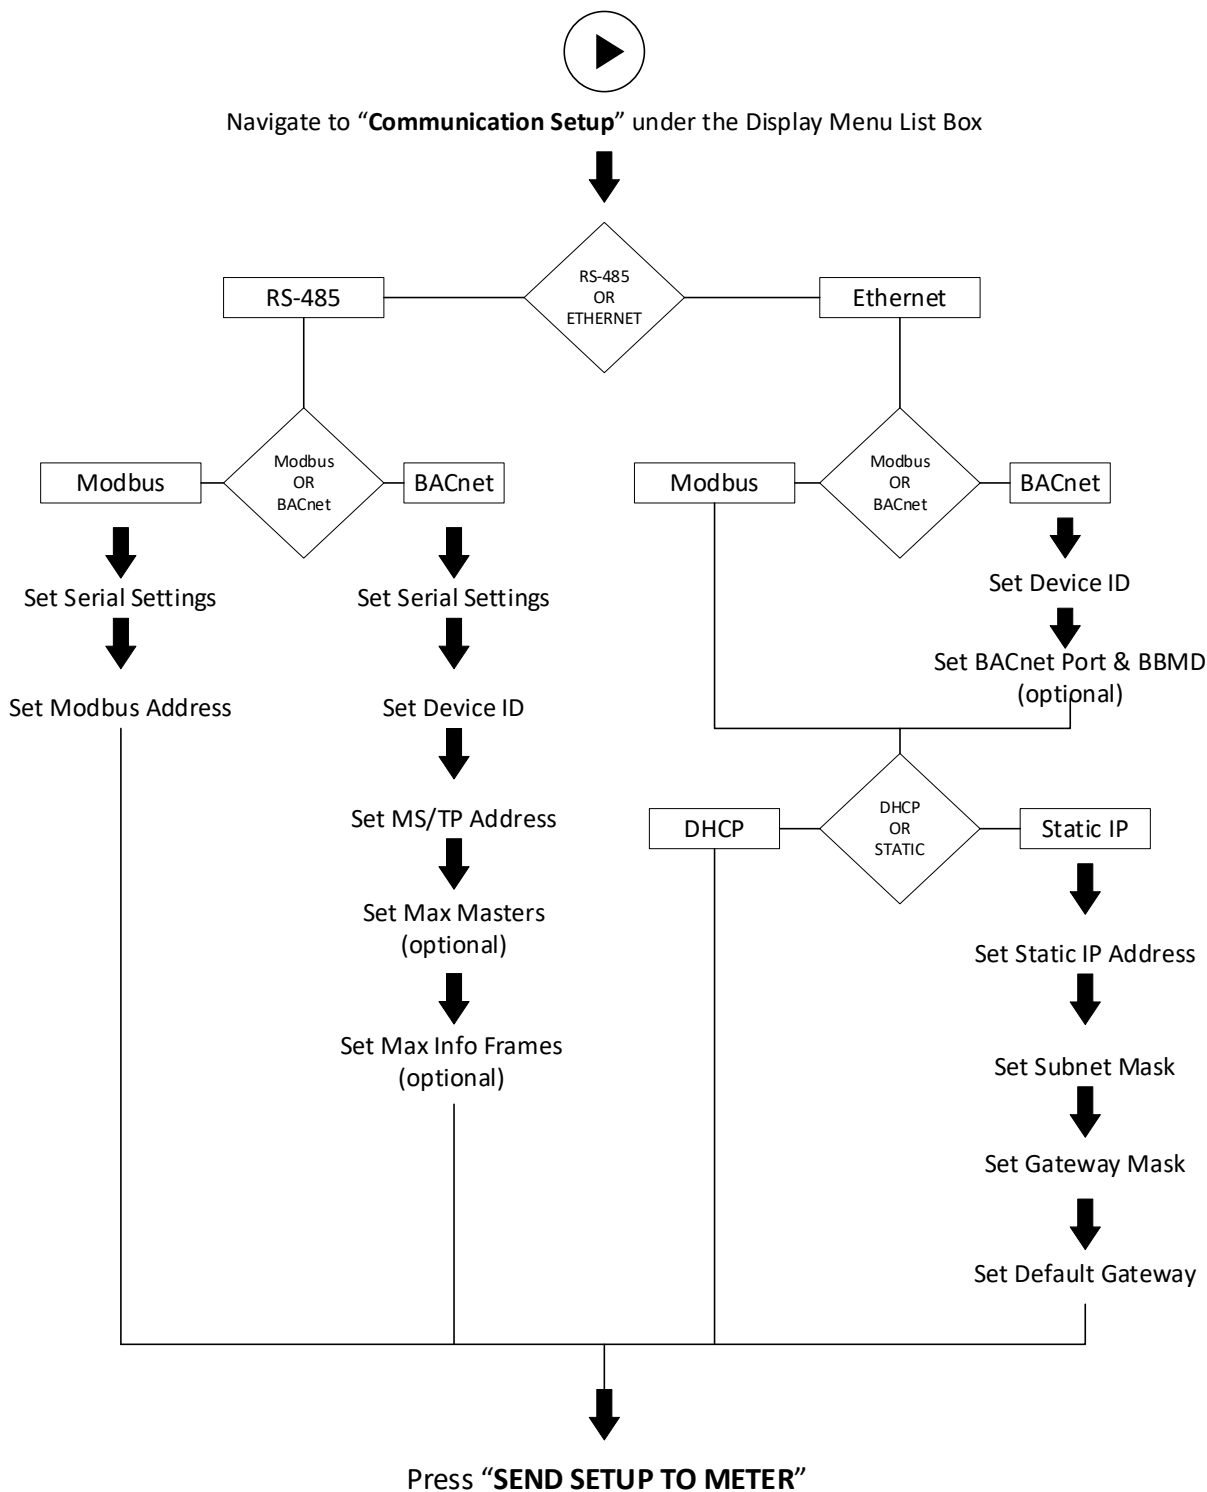 Navigate to “Communication Setup” under the Display Menu List Box
RS-485
OR
ETHERNET
RS-485
Ethernet
Modbus
OR
BACnet
Modbus
BACnet
Set Serial Settings
Set Modbus Address
Set Serial Settings
Set Device ID
Set MS/TP Address
Set Max Masters
(optional)
Set Max Info Frames
(optional)
Modbus
OR
BACnet
Modbus
BACnet
Set Device ID
Set BACnet Port & BBMD
(optional)
DHCP
OR
STATIC
DHCP
Static IP
Set Static IP Address
Set Subnet Mask
Set Gateway Mask
Set Default Gateway
Press “SEND SETUP TO METER”